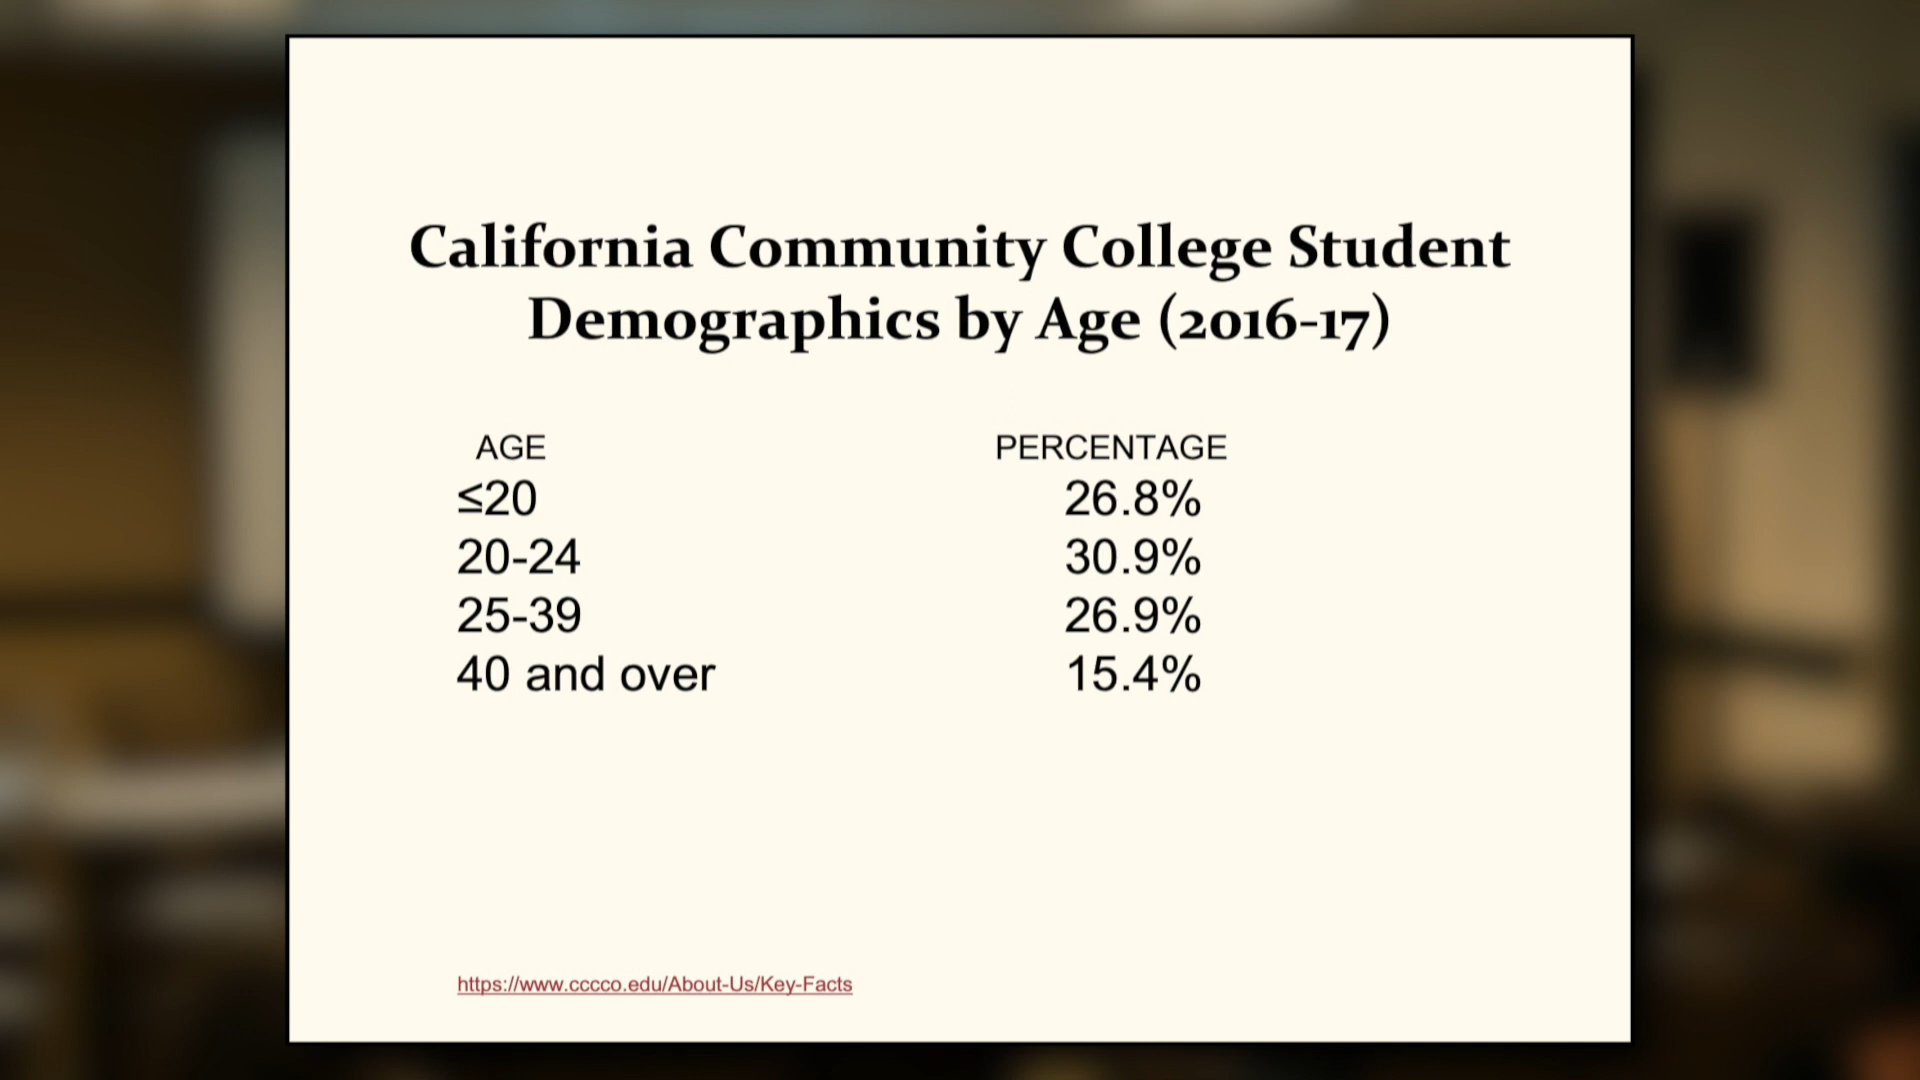 California Community College Student
Demographics by Age (2016-17)
AGE PERCENTAGE
≤20 26.8%
20-24 30.9%
25-39 26.9%
40 and over 15.4%
https://www.cccco.edu/About-Us/Key-Facts